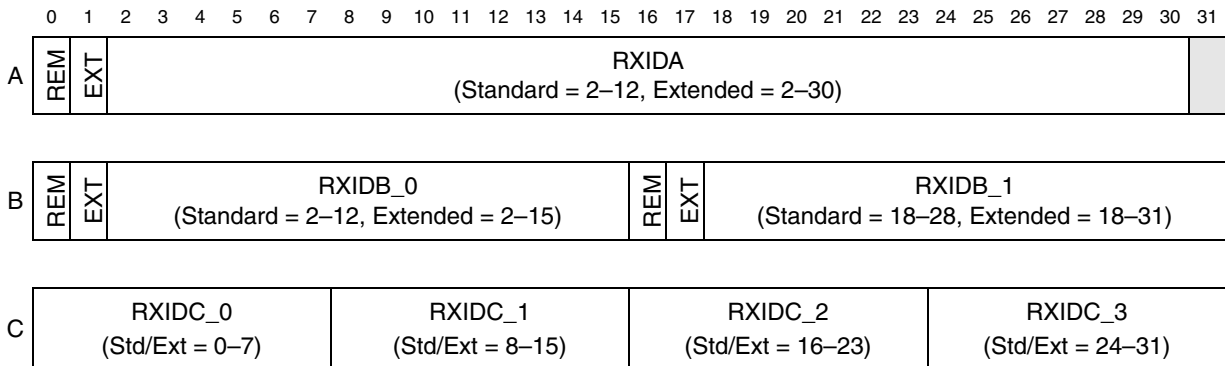 0 1 2 3 4 5 6 7 8 9 10 11 12 13 14 15 16 17 18 19 20 21 22 23 24 25 26 27 28 29 30 31
A REM EXT RXIDA
(Standard = 2–12, Extended = 2–30)
B REM EXT RXIDB_0 REM EXT RXIDB_1
(Standard = 2–12, Extended = 2–15) (Standard = 18–28, Extended = 18–31)
C RXIDC_0 RXIDC_1 RXIDC_2 RXIDC_3
(Std/Ext = 0–7) (Std/Ext = 8–15) (Std/Ext = 16–23) (Std/Ext = 24–31)